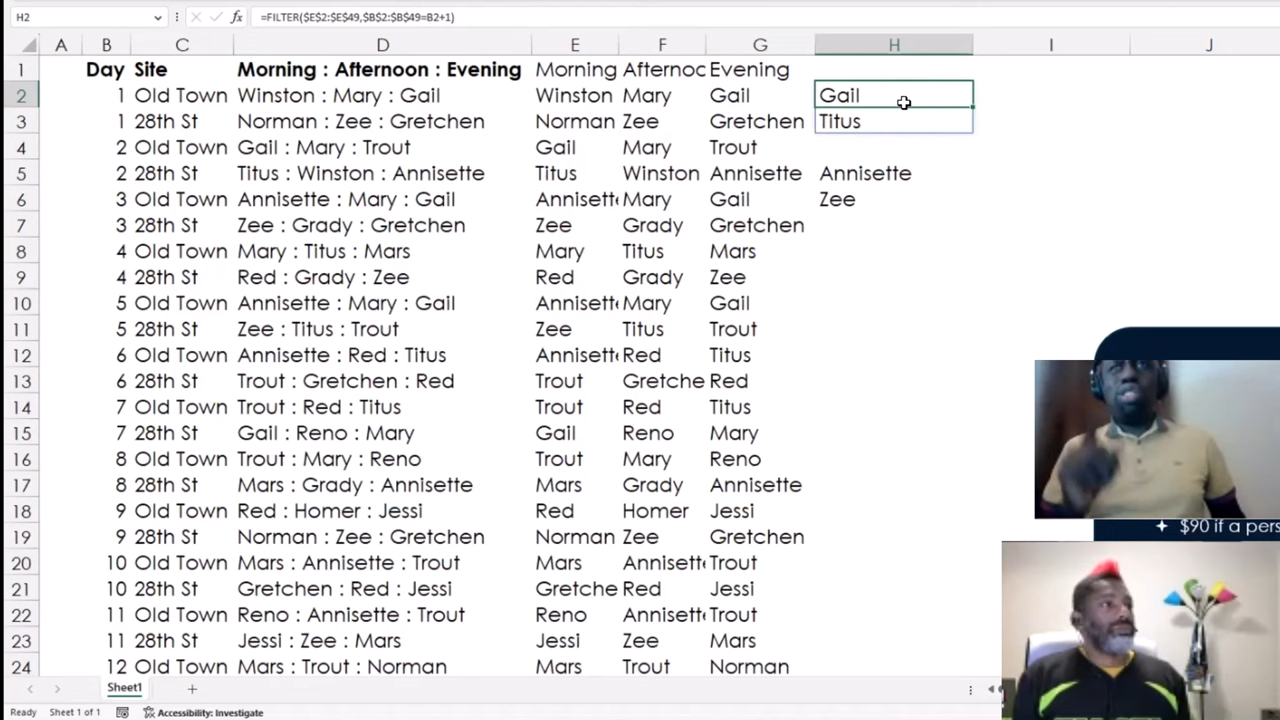 H2 fx =FILTER($E$2:$E$49,$B$2:$B$49=B2+1)
A B C D E F G H I J
1 Day Site Morning : Afternoon : Evening Morning Afternoc Evening
2 1 Old Town Winston : Mary : Gail Winston Mary Gail Gail
3 1 28th St Norman : Zee : Gretchen Norman Zee Gretchen Titus
4 2 Old Town Gail : Mary : Trout Gail Mary Trout
5 2 28th St Titus : Winston : Annisette Titus Winston Annisette Annisette
6 3 Old Town Annisette : Mary : Gail Annisett Mary Gail Zee
7 3 28th St Zee : Grady : Gretchen Zee Grady Gretchen
8 4 Old Town Mary : Titus : Mars Mary Titus Mars
9 4 28th St Red : Grady : Zee Red Grady Zee
10 5 Old Town Annisette : Mary : Gail Annisett Mary Gail
11 5 28th St Zee : Titus : Trout Zee Titus Trout
12 6 Old Town Annisette : Red : Titus Annisett Red Titus
13 6 28th St Trout : Gretchen : Red Trout Gretche Red
14 7 Old Town Trout : Red : Titus Trout Red Titus
15 7 28th St Gail : Reno : Mary Gail Reno Mary
16 8 Old Town Trout : Mary : Reno Trout Mary Reno
17 8 28th St Mars : Grady : Annisette Mars Grady Annisette
18 9 Old Town Red : Homer : Jessi Red Homer Jessi
19 9 28th St Norman : Zee : Gretchen Norman Zee Gretchen
20 10 Old Town Mars : Annisette : Trout Mars Annisett Trout
21 10 28th St Gretchen : Red : Jessi Gretche Red Jessi
22 11 Old Town Reno : Annisette : Trout Reno Annisett Trout
23 11 28th St Jessi : Zee : Mars Jessi Zee Mars
24 12 Old Town Mars : Trout : Norman Mars Trout Norman
$90 if a pers
Sheet1
Ready Sheet 1 of 1 Accessibility: Investigate